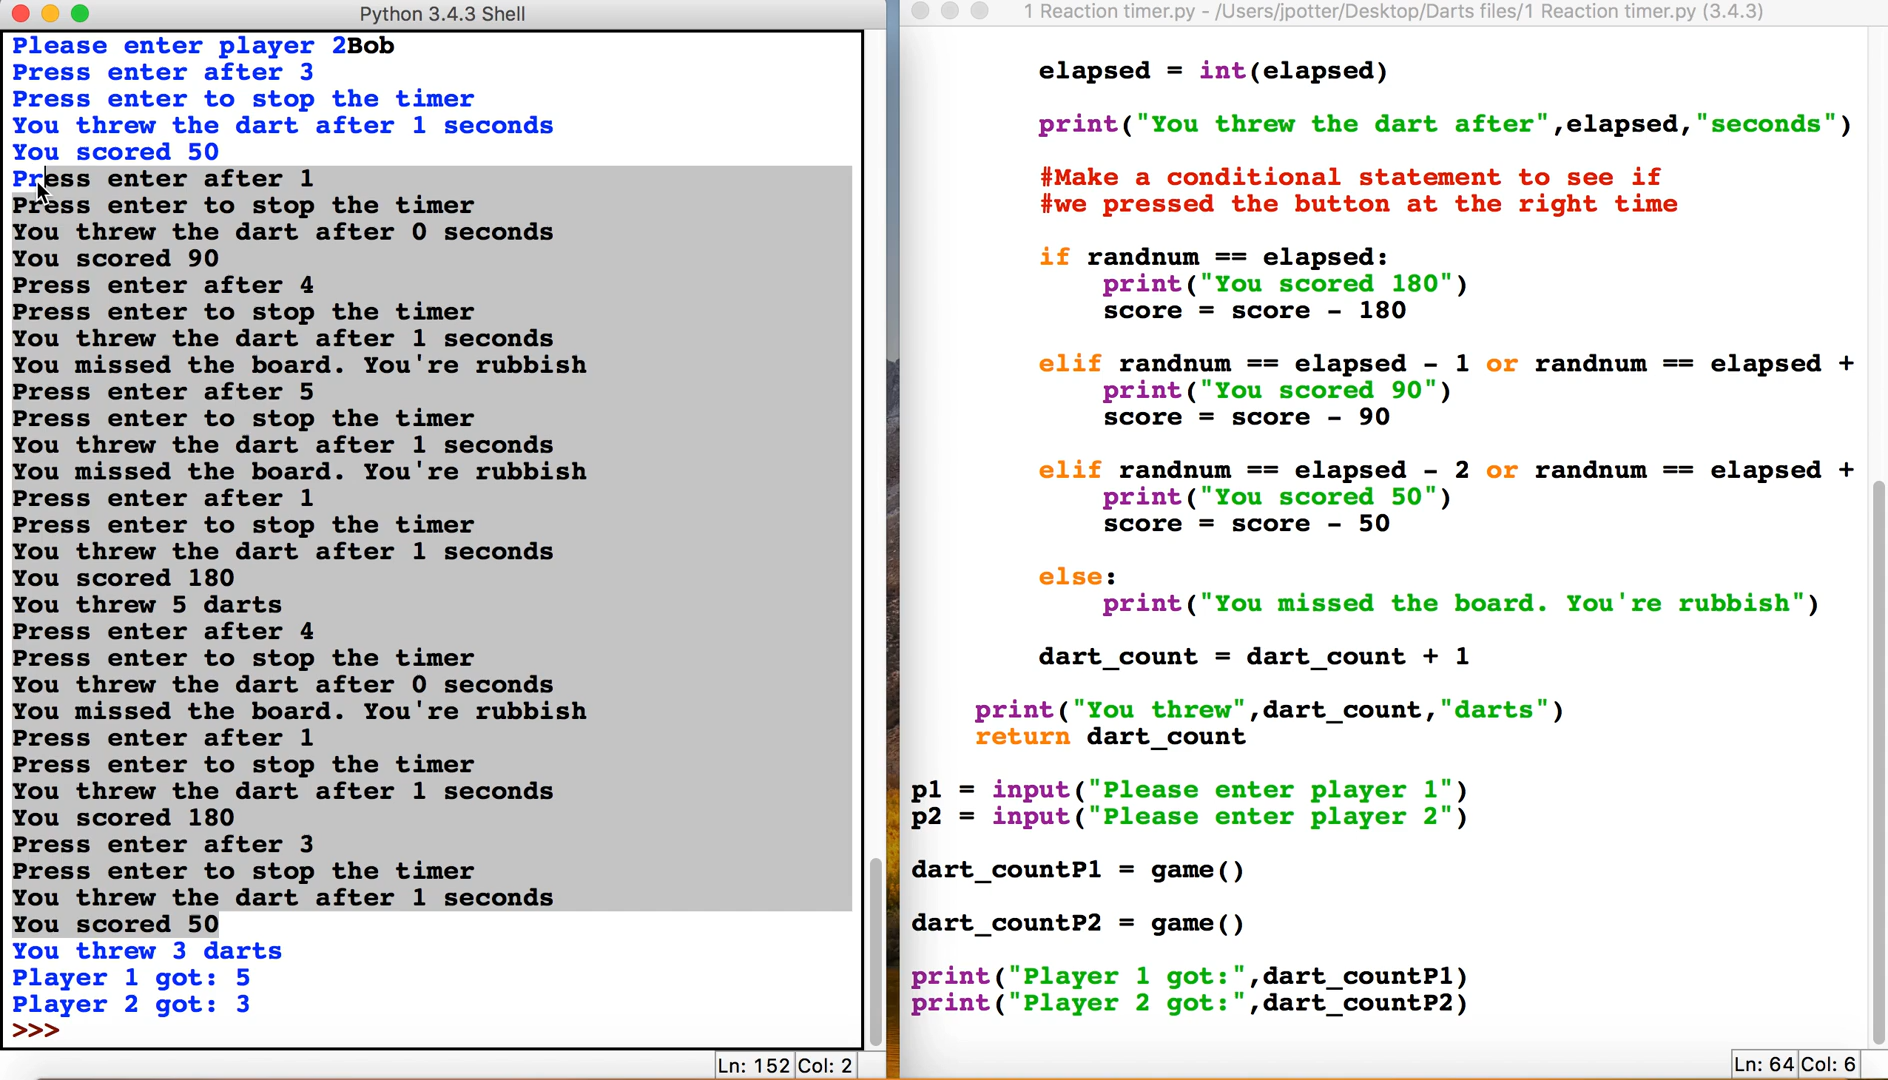 Python 3.4.3 Shell
Please enter player 2Bob
Press enter after 3
Press enter to stop the timer
You threw the dart after 1 seconds
You scored 50
Press enter after 1
Press enter to stop the timer
You threw the dart after 0 seconds
You scored 90
Press enter after 4
Press enter to stop the timer
You threw the dart after 1 seconds
You missed the board. You're rubbish
Press enter after 5
Press enter to stop the timer
You threw the dart after 1 seconds
You missed the board. You're rubbish
Press enter after 1
Press enter to stop the timer
You threw the dart after 1 seconds
You scored 180
You threw 5 darts
Press enter after 4
Press enter to stop the timer
You threw the dart after 0 seconds
You missed the board. You're rubbish
Press enter after 1
Press enter to stop the timer
You threw the dart after 1 seconds
You scored 180
Press enter after 3
Press enter to stop the timer
You threw the dart after 1 seconds
You scored 50
You threw 3 darts
Player 1 got: 5
Player 2 got: 3
>>>
Ln: 152 Col: 2
1 Reaction timer.py - /Users/jpotter/Desktop/Darts files/1 Reaction timer.py (3.4.3)
elapsed = int(elapsed)
print("You threw the dart after",elapsed,"seconds")
#Make a conditional statement to see if
#we pressed the button at the right time
if randnum == elapsed:
print("You scored 180")
score = score - 180
elif randnum == elapsed - 1 or randnum == elapsed +
print("You scored 90")
score = score - 90
elif randnum == elapsed - 2 or randnum == elapsed +
print("You scored 50")
score = score - 50
else:
print("You missed the board. You're rubbish")
dart_count = dart_count + 1
print("You threw",dart_count,"darts")
return dart_count
p1 = input("Please enter player 1")
p2 = input("Please enter player 2")
dart_countP1 = game()
dart_countP2 = game()
print("Player 1 got:",dart_countP1)
print("Player 2 got:",dart_countP2)
Ln: 64 Col: 6